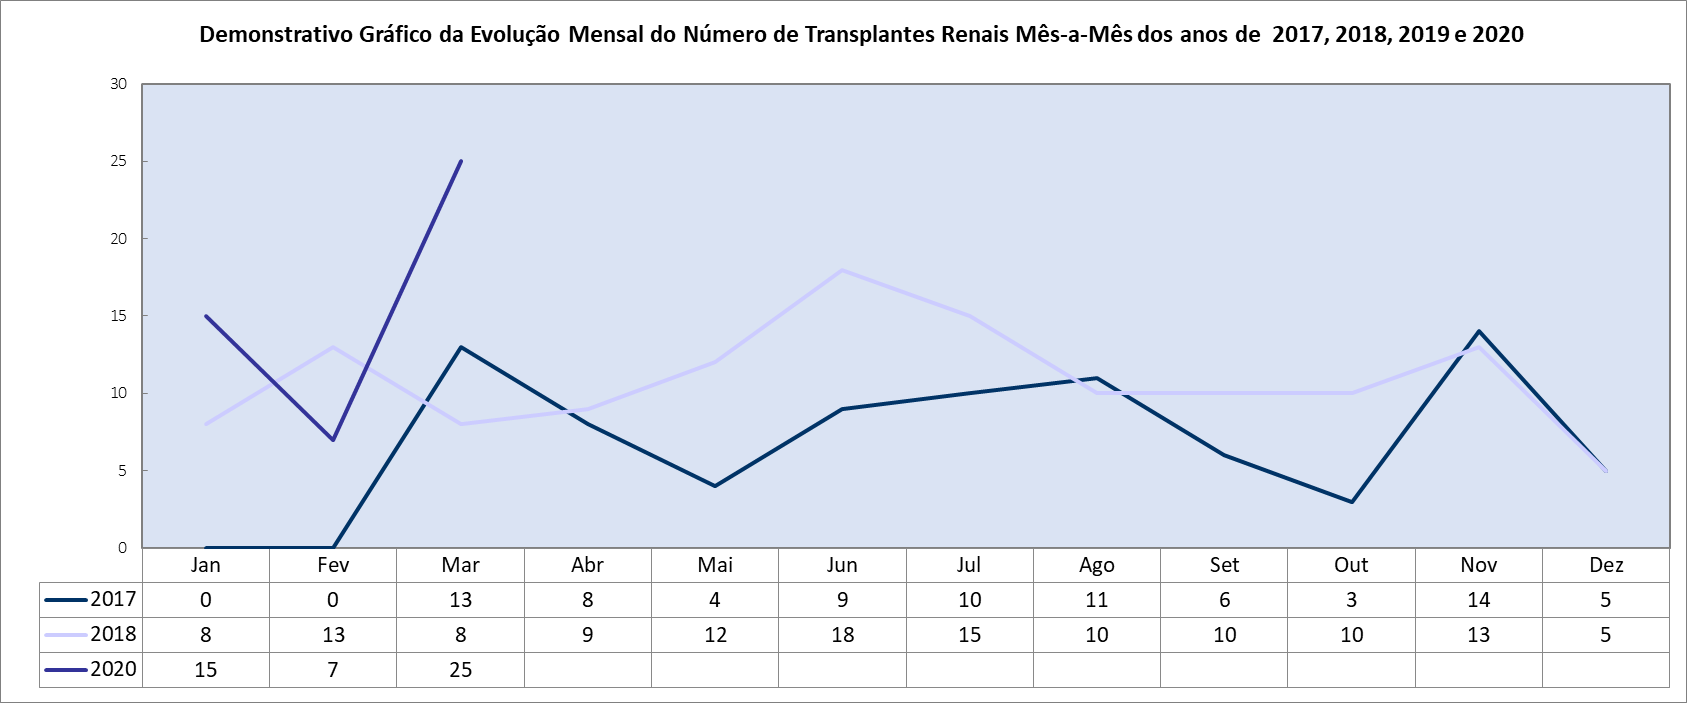 Demonstrativo Gráfico da Evolução Mensal do Número de Transplantes Renais Mês-a-Mês dos anos de 2017, 2018, 2019 e 2020
30
25
20
15
10
5
0
Jan Fev Mar Abr Mai Jun Jul Ago Set Out Nov Dez
2017 0 0 13 8 4 9 10 11 6 3 14 5
2018 8 13 8 9 12 18 15 10 10 10 13 5
2020 15 7 25